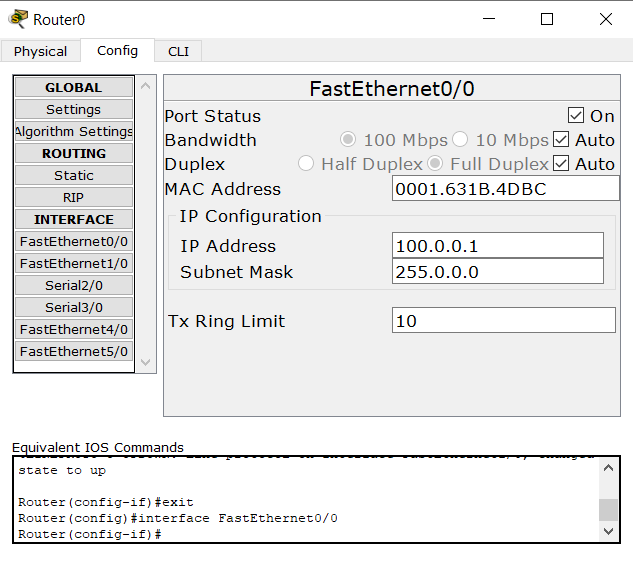 Router0
Physical Config CLI
GLOBAL
Settings
Algorithm Settings
ROUTING
Static
RIP
INTERFACE
FastEthernet0/0
FastEthernet1/0
Serial2/0
Serial3/0
FastEthernet4/0
FastEthernet5/0
FastEthernet0/0
Port Status On
Bandwidth 100 Mbps 10 Mbps Auto
Duplex Half Duplex Full Duplex Auto
MAC Address 0001.631B.4DBC
IP Configuration
IP Address 100.0.0.1
Subnet Mask 255.0.0.0
Tx Ring Limit 10
Equivalent IOS Commands
state to up
Router(config-if)#exit
Router(config)#interface FastEthernet0/0
Router(config-if)#